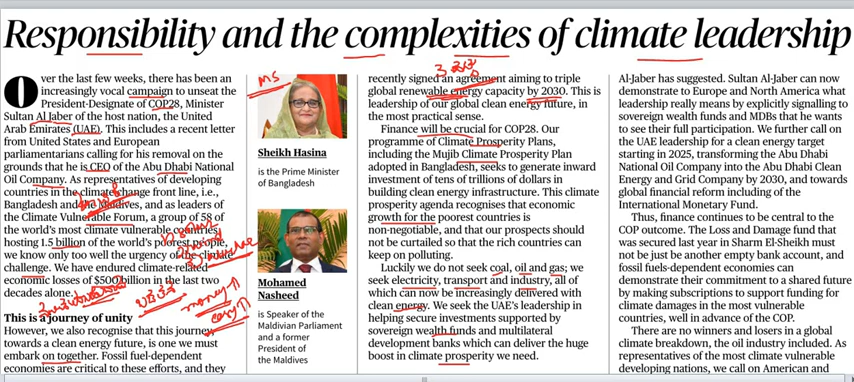 Responsibility and the complexities of climate leadership
Over the last few weeks, there has been an
increasingly vocal campaign to unseat the
President-Designate of COP28, Minister
Sultan Al Jaber of the host nation, the United
Arab Emirates (UAE). This includes a recent letter
from United States and European
parliamentarians calling for his removal on the
grounds that he is CEO of the Abu Dhabi National
Oil Company. As representatives of developing
countries in the climate change front line, i.e.,
Bangladesh and the Maldives, and as leaders of
the Climate Vulnerable Forum, a group of 58 of
the world's most climate vulnerable countries
hosting 1.5 billion of the world's poorest people,
we know only too well the urgency of the climate
challenge. We have endured climate-related
economic losses of $500 billion in the last two
decades alone.
This is a journey of unity
However, we also recognise that this journey
towards a clean energy future, is one we must
embark on together. Fossil fuel-dependent
economies are critical to these efforts, and they
money
easy
MS
Sheikh Hasina
is the Prime Minister
of Bangladesh
Mohamed
Nasheed
is Speaker of the
Maldivian Parliament
and a former
President of
the Maldives
recently signed an agreement aiming to triple
global renewable energy capacity by 2030. This is
leadership of our global clean energy future, in
the most practical sense.
Finance will be crucial for COP28. Our
programme of Climate Prosperity Plans,
including the Mujib Climate Prosperity Plan
adopted in Bangladesh, seeks to generate inward
investment of tens of trillions of dollars in
building clean energy infrastructure. This climate
prosperity agenda recognises that economic
growth for the poorest countries is
non-negotiable, and that our prospects should
not be curtailed so that the rich countries can
keep on polluting.
Luckily we do not seek coal, oil and gas; we
seek electricity, transport and industry, all of
which can now be increasingly delivered with
clean energy. We seek the UAE's leadership in
helping secure investments supported by
sovereign wealth funds and multilateral
development banks which can deliver the huge
boost in climate prosperity we need.
Al-Jaber has suggested. Sultan Al-Jaber can now
demonstrate to Europe and North America what
leadership really means by explicitly signalling to
sovereign wealth funds and MDBs that he wants
to see their full participation. We further call on
the UAE leadership for a clean energy target
starting in 2025, transforming the Abu Dhabi
National Oil Company into the Abu Dhabi Clean
Energy and Grid Company by 2030, and towards
global financial reform including of the
International Monetary Fund.
Thus, finance continues to be central to the
COP outcome. The Loss and Damage fund that
was secured last year in Sharm El-Sheikh must
not be just another empty bank account, and
fossil fuel-dependent economies can
demonstrate their commitment to a shared future
by making subscriptions to support funding for
climate damages in the most vulnerable
countries, well in advance of the COP.
There are no winners and losers in a global
climate breakdown, the oil industry included. As
representatives of the most climate vulnerable
developing nations, we call on American and